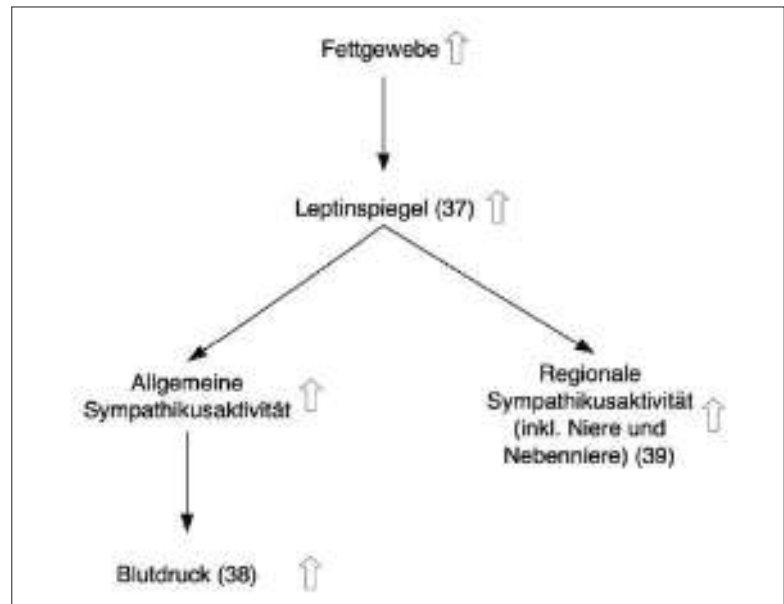 Fettgewebe
Leptinspiegel (37)
Allgemeine
Sympathikusaktivität
Regionale
Sympathikusaktivität
(inkl. Niere und
Nebenniere) (39)
Blutdruck (38)